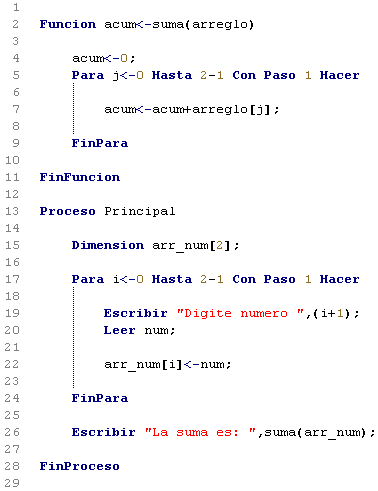 1
2 Funcion acum<-suma(arreglo)
3
4 acum<-0;
5 Para j<-0 Hasta 2-1 Con Paso 1 Hacer
6
7 acum<-acum+arreglo[j];
8
9 FinPara
10
11 FinFuncion
12
13 Proceso Principal
14
15 Dimension arr_num[2];
16
17 Para i<-0 Hasta 2-1 Con Paso 1 Hacer
18
19 Escribir "Digite numero ",(i+1);
20 Leer num;
21
22 arr_num[i]<-num;
23
24 FinPara
25
26 Escribir "La suma es: ",suma(arr_num);
27
28 FinProceso
29